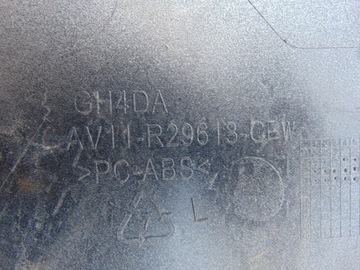 GH4DA
AV11-R29613-CEW
>PC-ABS<
L